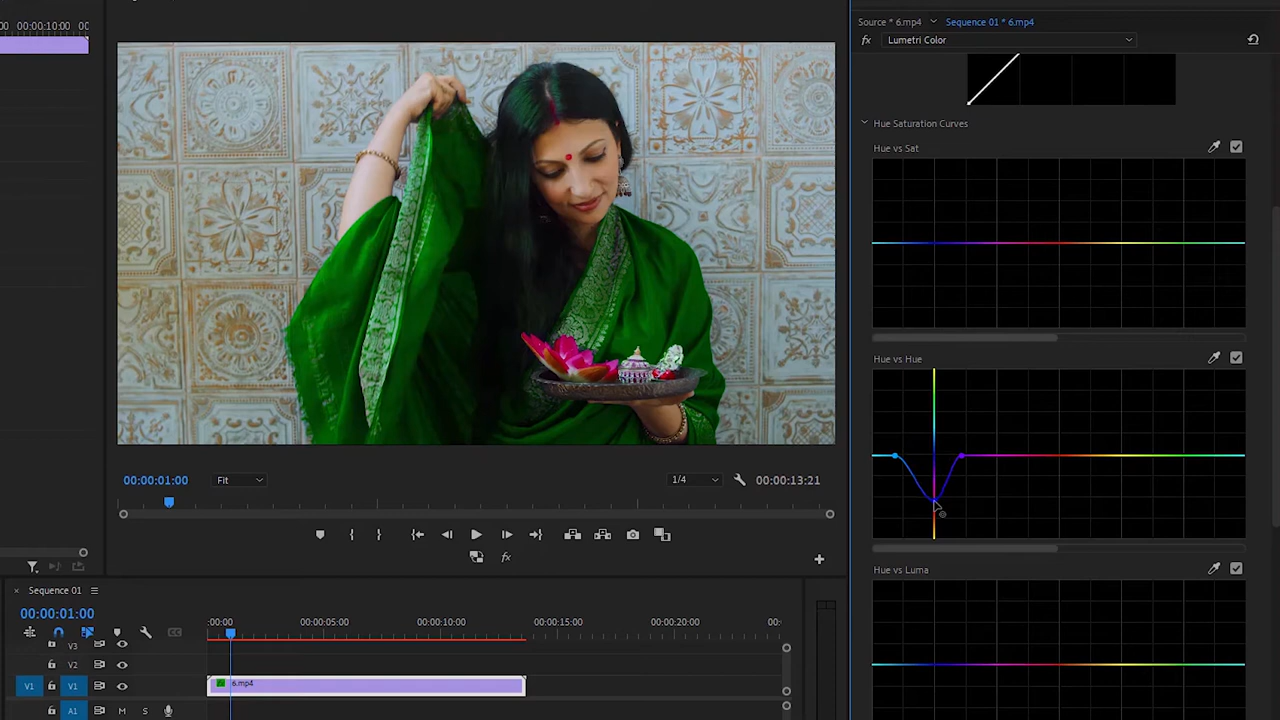 00:00:10:00
Source * 6.mp4
Sequence 01 * 6.mp4
fx
Lumetri Color
Hue Saturation Curves
Hue vs Sat
Hue vs Hue
Hue vs Luma
00:00:01:00
Fit
1/4
00:00:13:21
fx
× Sequence 01
00:00:01:00
:00:00
00:00:05:00
00:00:10:00
00:00:15:00
00:00:20:00
00:
V3
V2
V1
V1
6.mp4
A1
M
S